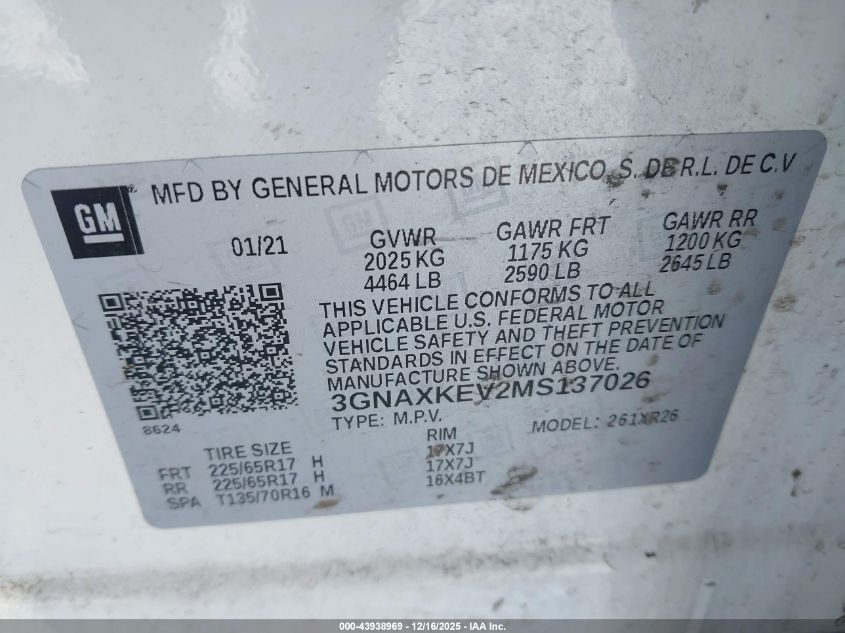 GM
MFD BY GENERAL MOTORS DE MEXICO, S. DE R.L. DE C.V
01/21 GVWR GAWR FRT GAWR RR
2025 KG 1175 KG 1200 KG
4464 LB 2590 LB 2645 LB
THIS VEHICLE CONFORMS TO ALL
APPLICABLE U.S. FEDERAL MOTOR
VEHICLE SAFETY AND THEFT PREVENTION
STANDARDS IN EFFECT ON THE DATE OF
MANUFACTURE SHOWN ABOVE.
3GNAXKEV2MS137026
8624
TYPE: M.P.V. MODEL: 261XR26
TIRE SIZE RIM
FRT 225/65R17 H 17X7J
RR 225/65R17 H 17X7J
SPA T135/70R16 M 16X4BT
000-43938969 - 12/16/2025 - IAA Inc.